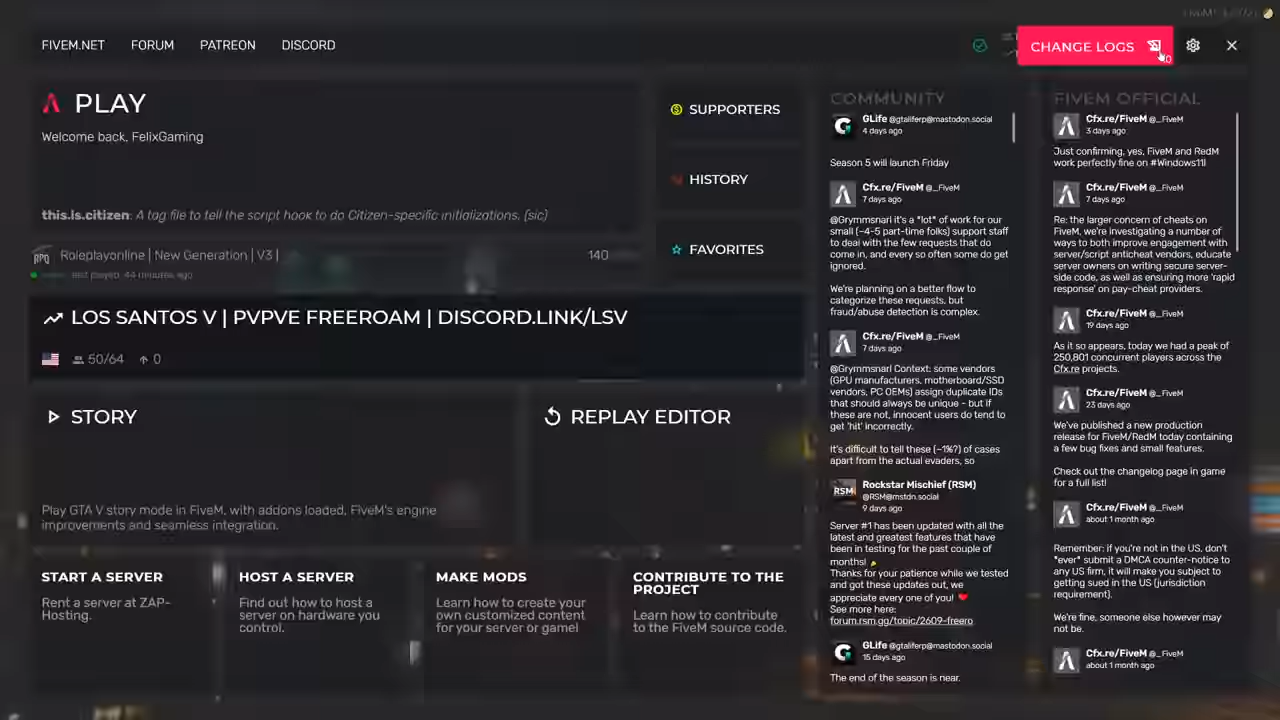 FIVEM.NET
FORUM
PATREON
DISCORD
CHANGE LOGS
PLAY
Welcome back, FelixGaming
this.is.citizen: A tag file to tell the script hook to do Citizen-specific initializations. (sic)
Roleplayonline | New Generation | V3 |
140
last played: 44 minutes ago
SUPPORTERS
HISTORY
FAVORITES
LOS SANTOS V | PVPVE FREEROAM | DISCORD.LINK/LSV
50/64
0
STORY
Play GTA V story mode in FiveM, with addons loaded, FiveM's engine
improvements and seamless integration.
REPLAY EDITOR
START A SERVER
Rent a server at ZAP-
Hosting.
HOST A SERVER
Find out how to host a
server on hardware you
control.
MAKE MODS
Learn how to create your
own customized content
for your server or game!
CONTRIBUTE TO THE
PROJECT
Learn how to contribute
to the FiveM source code.
COMMUNITY
GLife @gtaliferp@mastodon.social
4 days ago
Season 5 will launch Friday
Cfx.re/FiveM @_FiveM
7 days ago
@Grymmsnarl it's a *lot* of work for our
small (~4-5 part-time folks) support staff
to deal with the few requests that do
come in, and every so often some do get
ignored.
We're planning on a better flow to
categorize these requests, but
fraud/abuse detection is complex.
Cfx.re/FiveM @_FiveM
7 days ago
@Grymmsnarl Context: some vendors
(GPU manufacturers, motherboard/SSD
vendors, PC OEMs) assign duplicate IDs
that should always be unique - but if
these are not, innocent users do tend to
get 'hit' incorrectly.
It's difficult to tell these (~1%?) of cases
apart from the actual evaders, so
RSM
Rockstar Mischief (RSM)
@RSM@mstdn.social
9 days ago
Server #1 has been updated with all the
latest and greatest features that have
been in testing for the past couple of
months!
Thanks for your patience while we tested
and got these updates out, we
appreciate every one of you! ❤
See more here:
forum.rsm.gg/topic/2609-freero
GLife @gtaliferp@mastodon.social
15 days ago
The end of the season is near.
FIVEM OFFICIAL
Cfx.re/FiveM @_FiveM
3 days ago
Just confirming, yes, FiveM and RedM
work perfectly fine on #Windows11!
Cfx.re/FiveM @_FiveM
7 days ago
Re: the larger concern of cheats on
FiveM, we're investigating a number of
ways to both improve engagement with
server/script anticheat vendors, educate
server owners on writing secure server-
side code, as well as ensuring more 'rapid
response' on pay-cheat providers.
Cfx.re/FiveM @_FiveM
19 days ago
As it so appears, today we had a peak of
250,801 concurrent players across the
Cfx.re projects.
Cfx.re/FiveM @_FiveM
23 days ago
We've published a new production
release for FiveM/RedM today containing
a few bug fixes and small features.
Check out the changelog page in game
for a full list!
Cfx.re/FiveM @_FiveM
about 1 month ago
Remember: if you're not in the US, don't
*ever* submit a DMCA counter-notice to
any US firm, it will make you subject to
getting sued in the US (jurisdiction
requirement).
We're fine, someone else however may
not be.
Cfx.re/FiveM @_FiveM
about 1 month ago